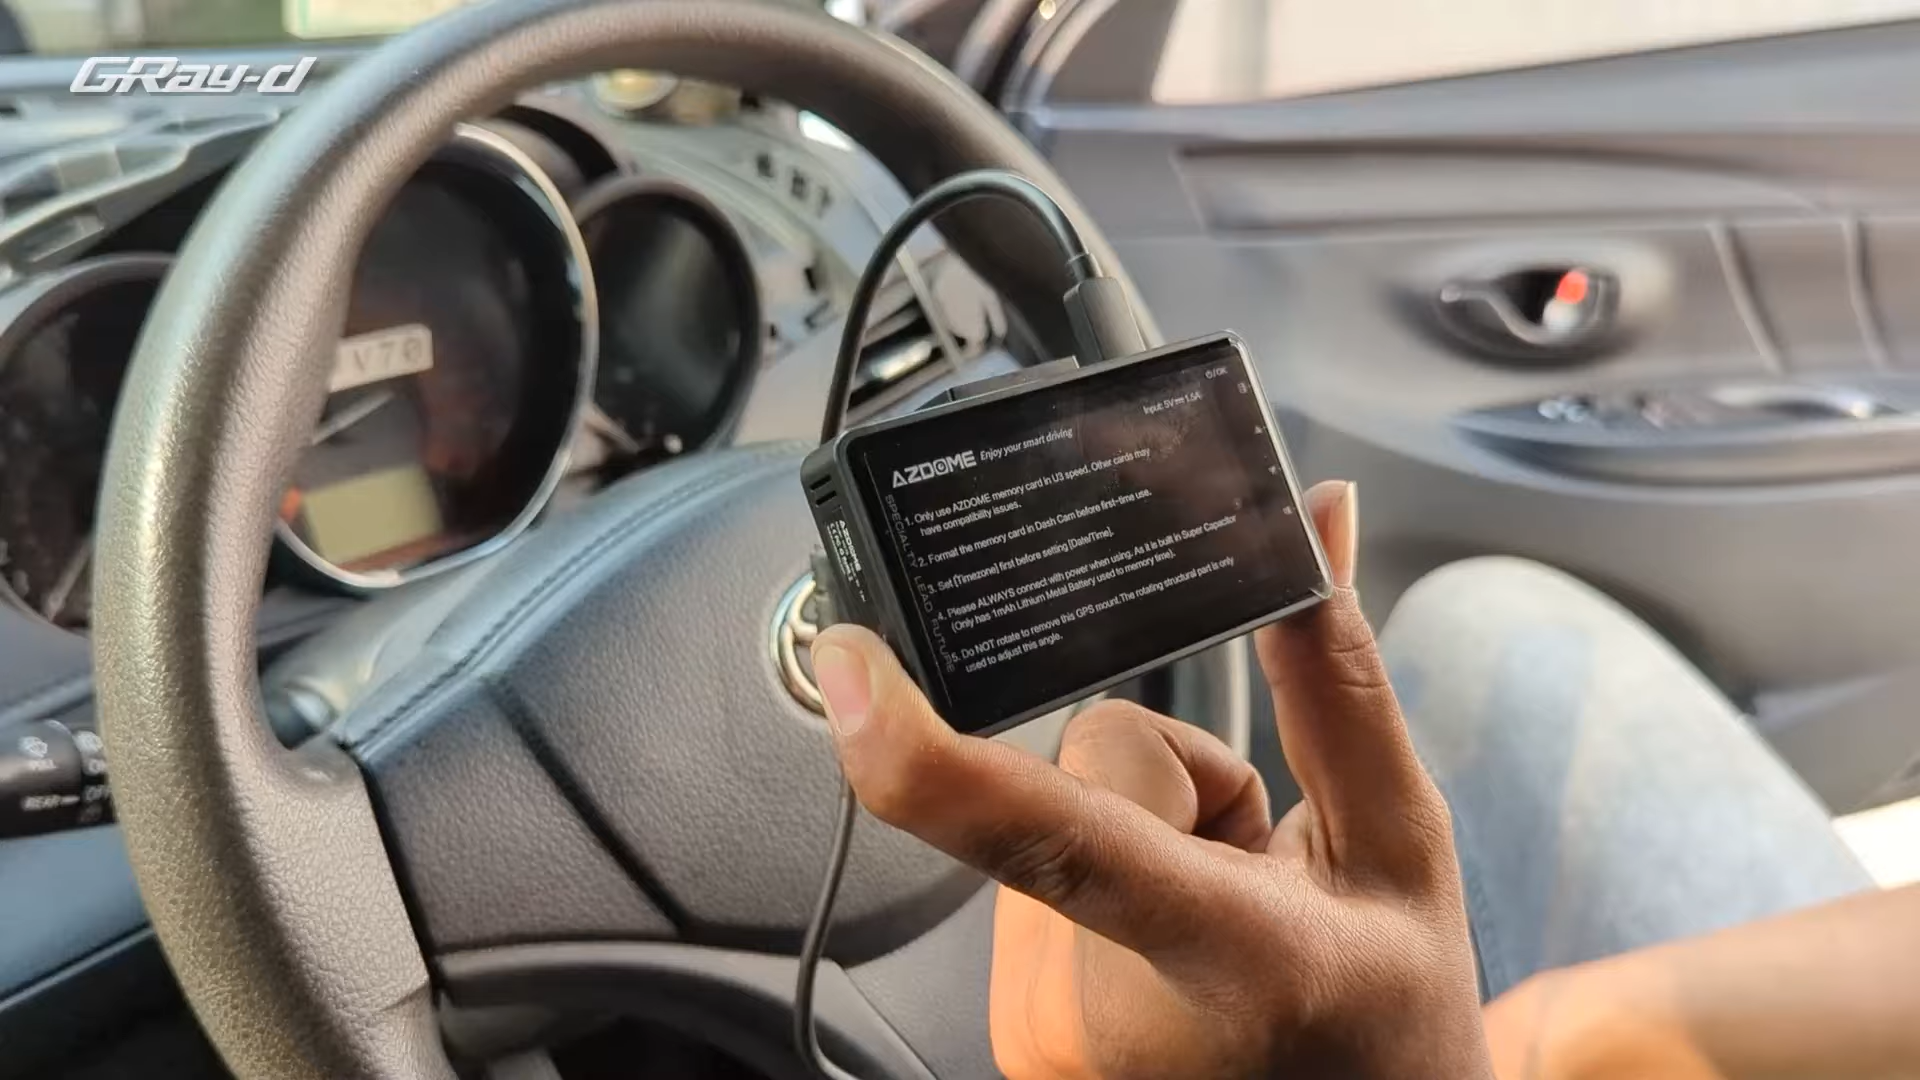 GRay-d
V70
⏻/OK
Input: 5V⎓1.5A
AZDOME Enjoy your smart driving
1. Only use AZDOME memory card in U3 speed. Other cards may
have compatibility issues.
2. Format the memory card in Dash Cam before first-time use.
3. Set [Timezone] first before setting [Date/Time].
4. Please ALWAYS connect with power when using. As it is built in Super Capacitor
(Only has 1mAh Lithium Metal Battery used to memory time).
5. Do NOT rotate to remove this GPS mount. The rotating structural part is only
used to adjust this angle.
SPECIALTY LEAD FUTURE
AZDOME
REAR
OFF